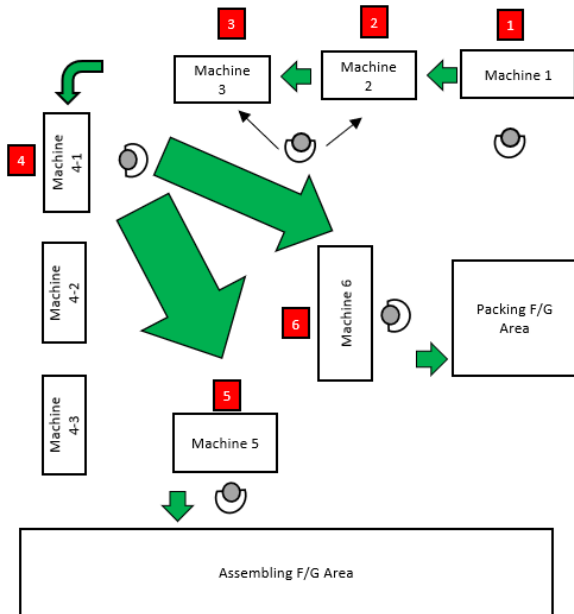 3
2
1
Machine
3
Machine
2
Machine 1
4
Machine
4-1
Machine
4-2
6
Machine 6
Packing F/G
Area
Machine
4-3
5
Machine 5
Assembling F/G Area